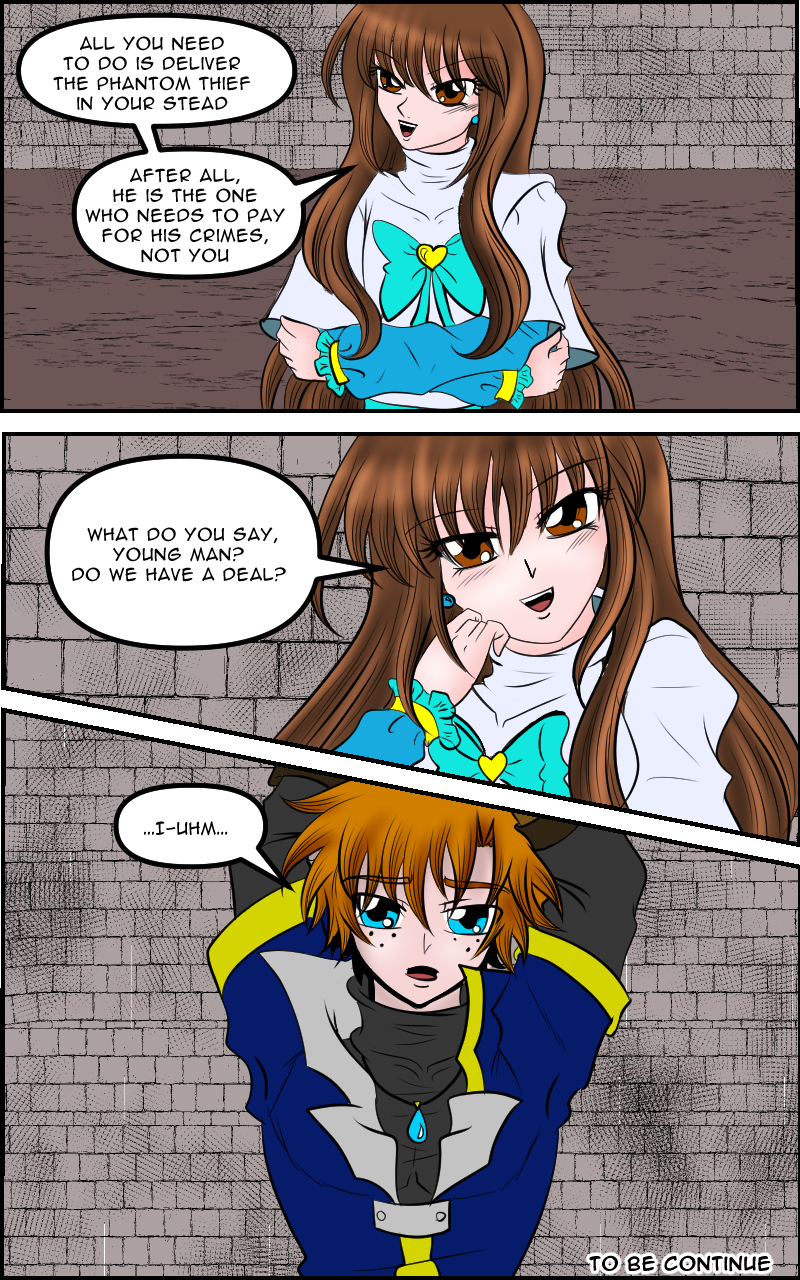 ALL YOU NEED
TO DO IS DELIVER
THE PHANTOM THIEF
IN YOUR STEAD
AFTER ALL,
HE IS THE ONE
WHO NEEDS TO PAY
FOR HIS CRIMES,
NOT YOU
WHAT DO YOU SAY,
YOUNG MAN?
DO WE HAVE A DEAL?
...I-UHM...
TO BE CONTINUE